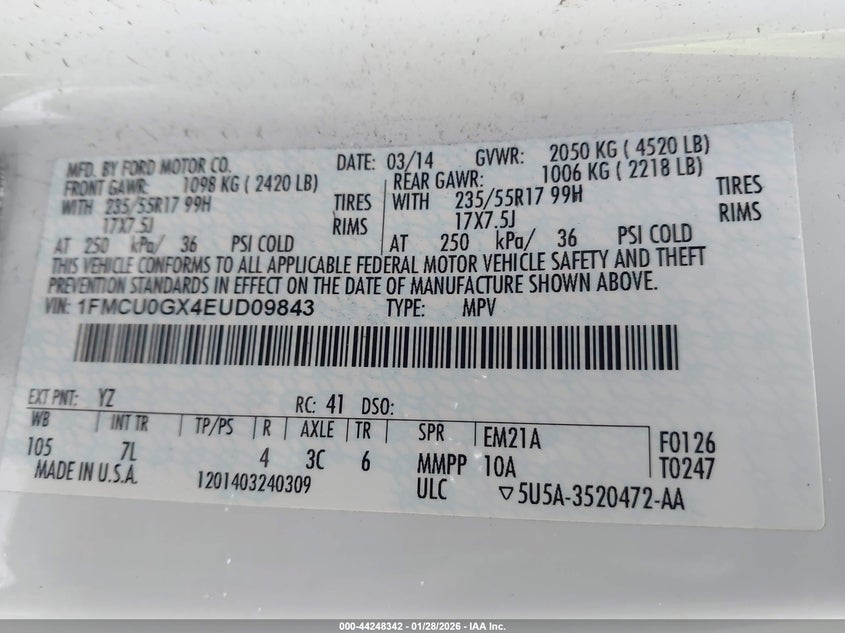 MFD. BY FORD MOTOR CO. DATE: 03/14 GVWR: 2050 KG ( 4520 LB)
FRONT GAWR: 1098 KG ( 2420 LB) REAR GAWR: 1006 KG ( 2218 LB)
WITH 235/55R17 99H TIRES WITH 235/55R17 99H TIRES
17X7.5J RIMS 17X7.5J RIMS
AT 250 kPa/ 36 PSI COLD AT 250 kPa/ 36 PSI COLD
THIS VEHICLE CONFORMS TO ALL APPLICABLE FEDERAL MOTOR VEHICLE SAFETY AND THEFT
PREVENTION STANDARDS IN EFFECT ON THE DATE OF MANUFACTURE SHOWN ABOVE.
VIN: 1FMCU0GX4EUD09843 TYPE: MPV
EXT PNT: YZ RC: 41 DSO:
WB INT TR TP/PS R AXLE TR SPR EM21A F0126
105 7L 4 3C 6 MMPP 10A T0247
MADE IN U.S.A. 1201403240309 ULC ▽5U5A-3520472-AA
000-44248342 - 01/28/2026 - IAA Inc.